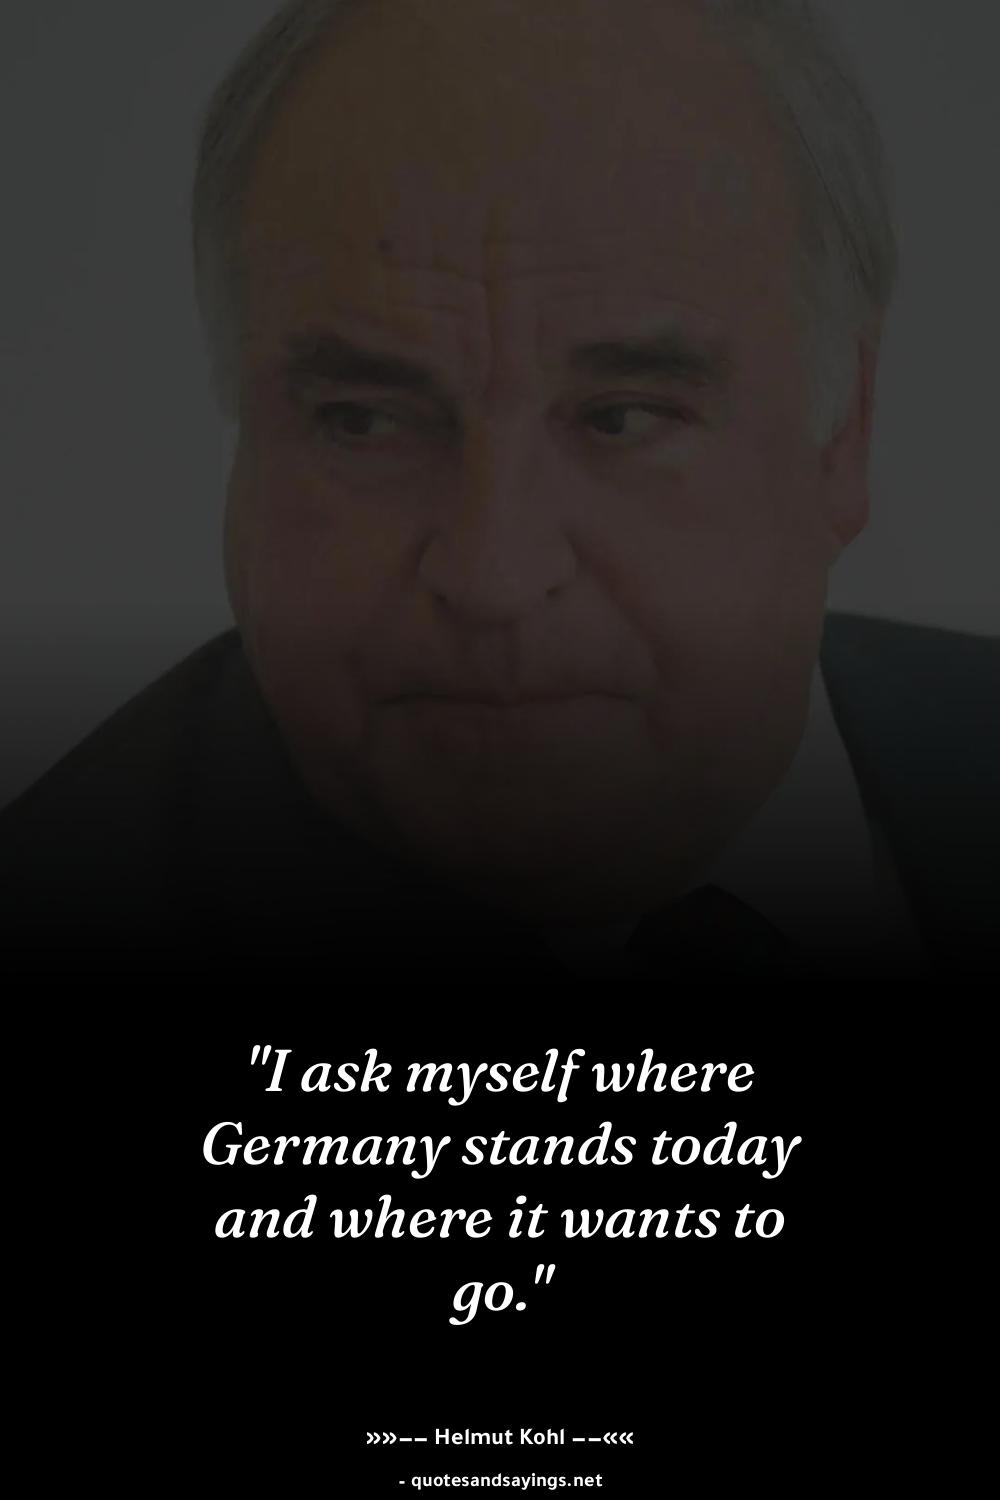 "I ask myself where
Germany stands today
and where it wants to
go."
»»−− Helmut Kohl −−««
- quotesandsayings.net